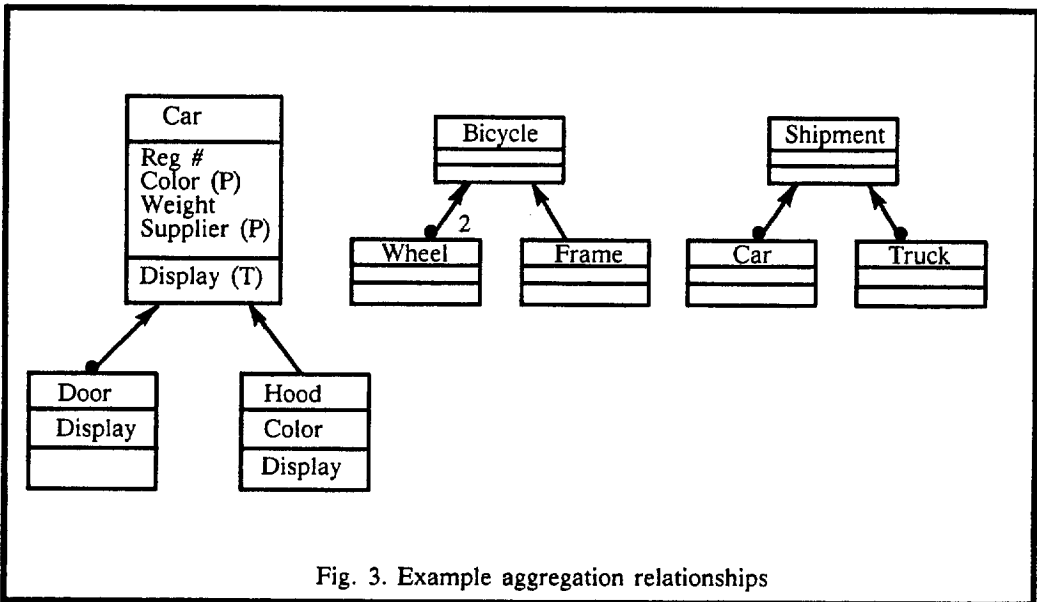 Car
Reg #
Color (P)
Weight
Supplier (P)
Display (T)
Door
Display
Hood
Color
Display
Bicycle
2
Wheel
Frame
Shipment
Car
Truck
Fig. 3. Example aggregation relationships